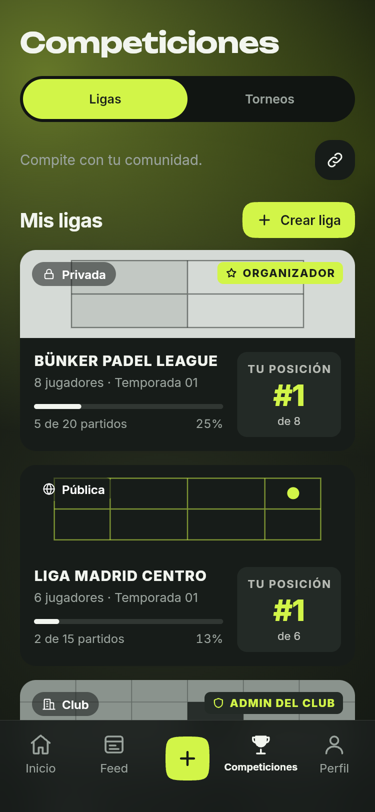 Competiciones
Ligas
Torneos
Compite con tu comunidad.
Mis ligas
Crear liga
Privada
ORGANIZADOR
BÜNKER PADEL LEAGUE
8 jugadores · Temporada 01
5 de 20 partidos
25%
TU POSICIÓN
#1
de 8
Pública
LIGA MADRID CENTRO
6 jugadores · Temporada 01
2 de 15 partidos
13%
TU POSICIÓN
#1
de 6
Club
ADMIN DEL CLUB
Inicio
Feed
Competiciones
Perfil